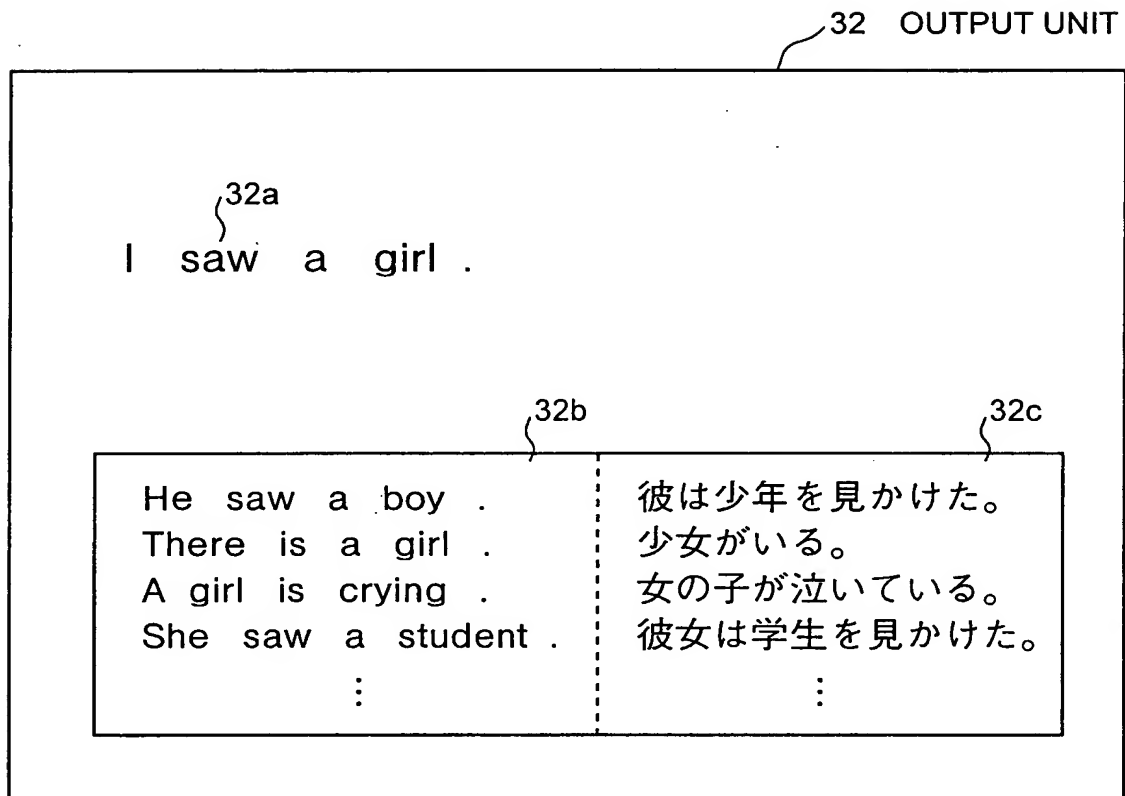 32 OUTPUT UNIT
32a
I saw a girl .
32b
32c
He saw a boy . 彼は少年を見かけた。
There is a girl . 少女がいる。
A girl is crying . 女の子が泣いている。
She saw a student . 彼女は学生を見かけた。
⋮ ⋮